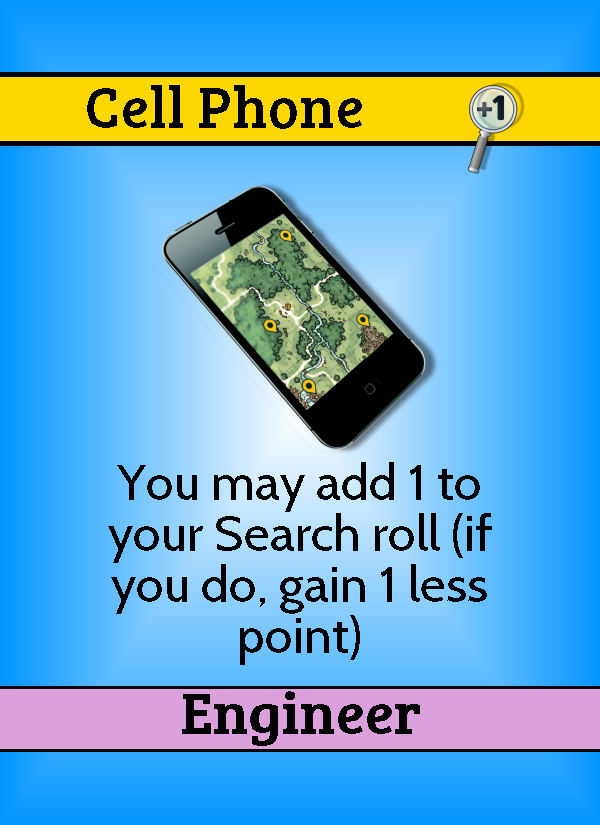 Cell Phone
+1
You may add 1 to
your Search roll (if
you do, gain 1 less
point)
Engineer